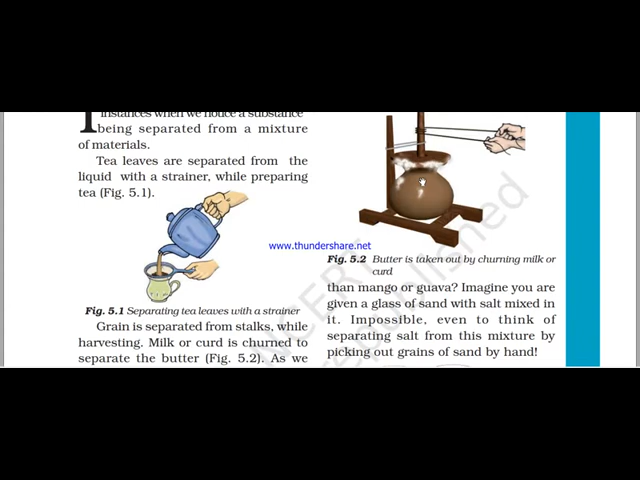 instances when we notice a substance
being separated from a mixture
of materials.
Tea leaves are separated from the
liquid with a strainer, while preparing
tea (Fig. 5.1).
Fig. 5.1 Separating tea leaves with a strainer
Grain is separated from stalks, while
harvesting. Milk or curd is churned to
separate the butter (Fig. 5.2). As we
www.thundershare.net
Fig. 5.2 Butter is taken out by churning milk or
curd
than mango or guava? Imagine you are
given a glass of sand with salt mixed in
it. Impossible, even to think of
separating salt from this mixture by
picking out grains of sand by hand!
NCERT
republished